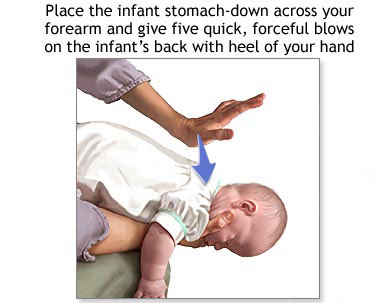 Place the infant stomach-down across your
forearm and give five quick, forceful blows
on the infant's back with heel of your hand